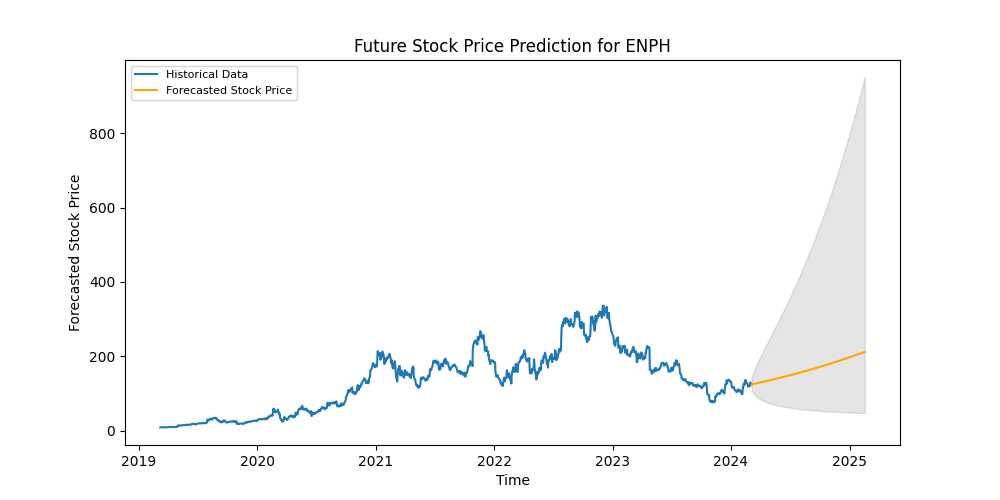 Future Stock Price Prediction for ENPH
Historical Data
Forecasted Stock Price
800
600
400
200
0
Forecasted Stock Price
2019 2020 2021 2022 2023 2024 2025
Time